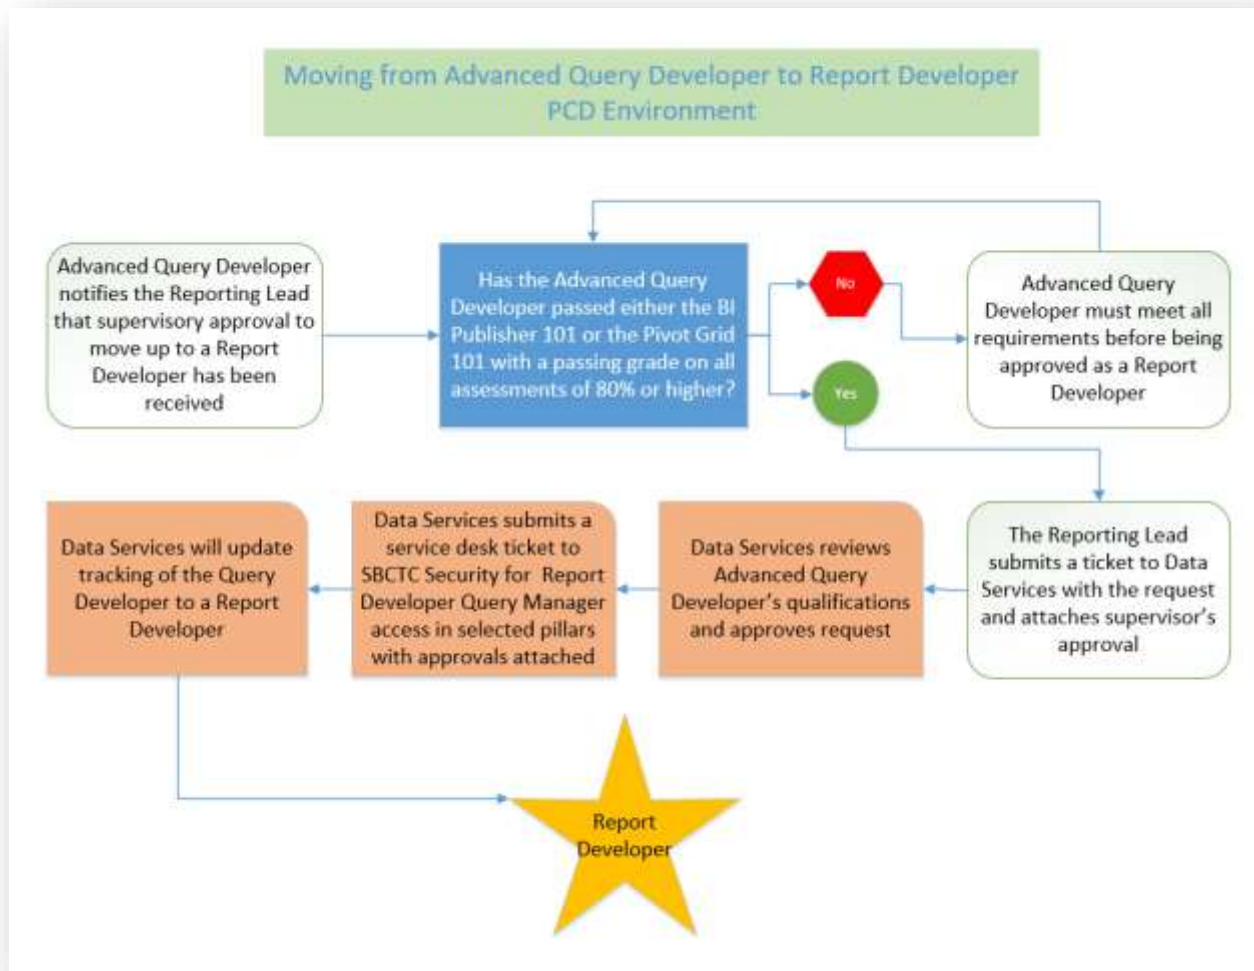 Moving from Advanced Query Developer to Report Developer
PCD Environment
Advanced Query Developer
notifies the Reporting Lead
that supervisory approval to
move up to a Report
Developer has been
received
Has the Advanced Query
Developer passed either the BI
Publisher 101 or the Pivot Grid
101 with a passing grade on all
assessments of 80% or higher?
No
Yes
Advanced Query
Developer must meet all
requirements before being
approved as a Report
Developer
The Reporting Lead
submits a ticket to Data
Services with the request
and attaches supervisor's
approval
Data Services reviews
Advanced Query
Developer's qualifications
and approves request
Data Services submits a
service desk ticket to
SBCTC Security for Report
Developer Query Manager
access in selected pillars
with approvals attached
Data Services will update
tracking of the Query
Developer to a Report
Developer
Report
Developer